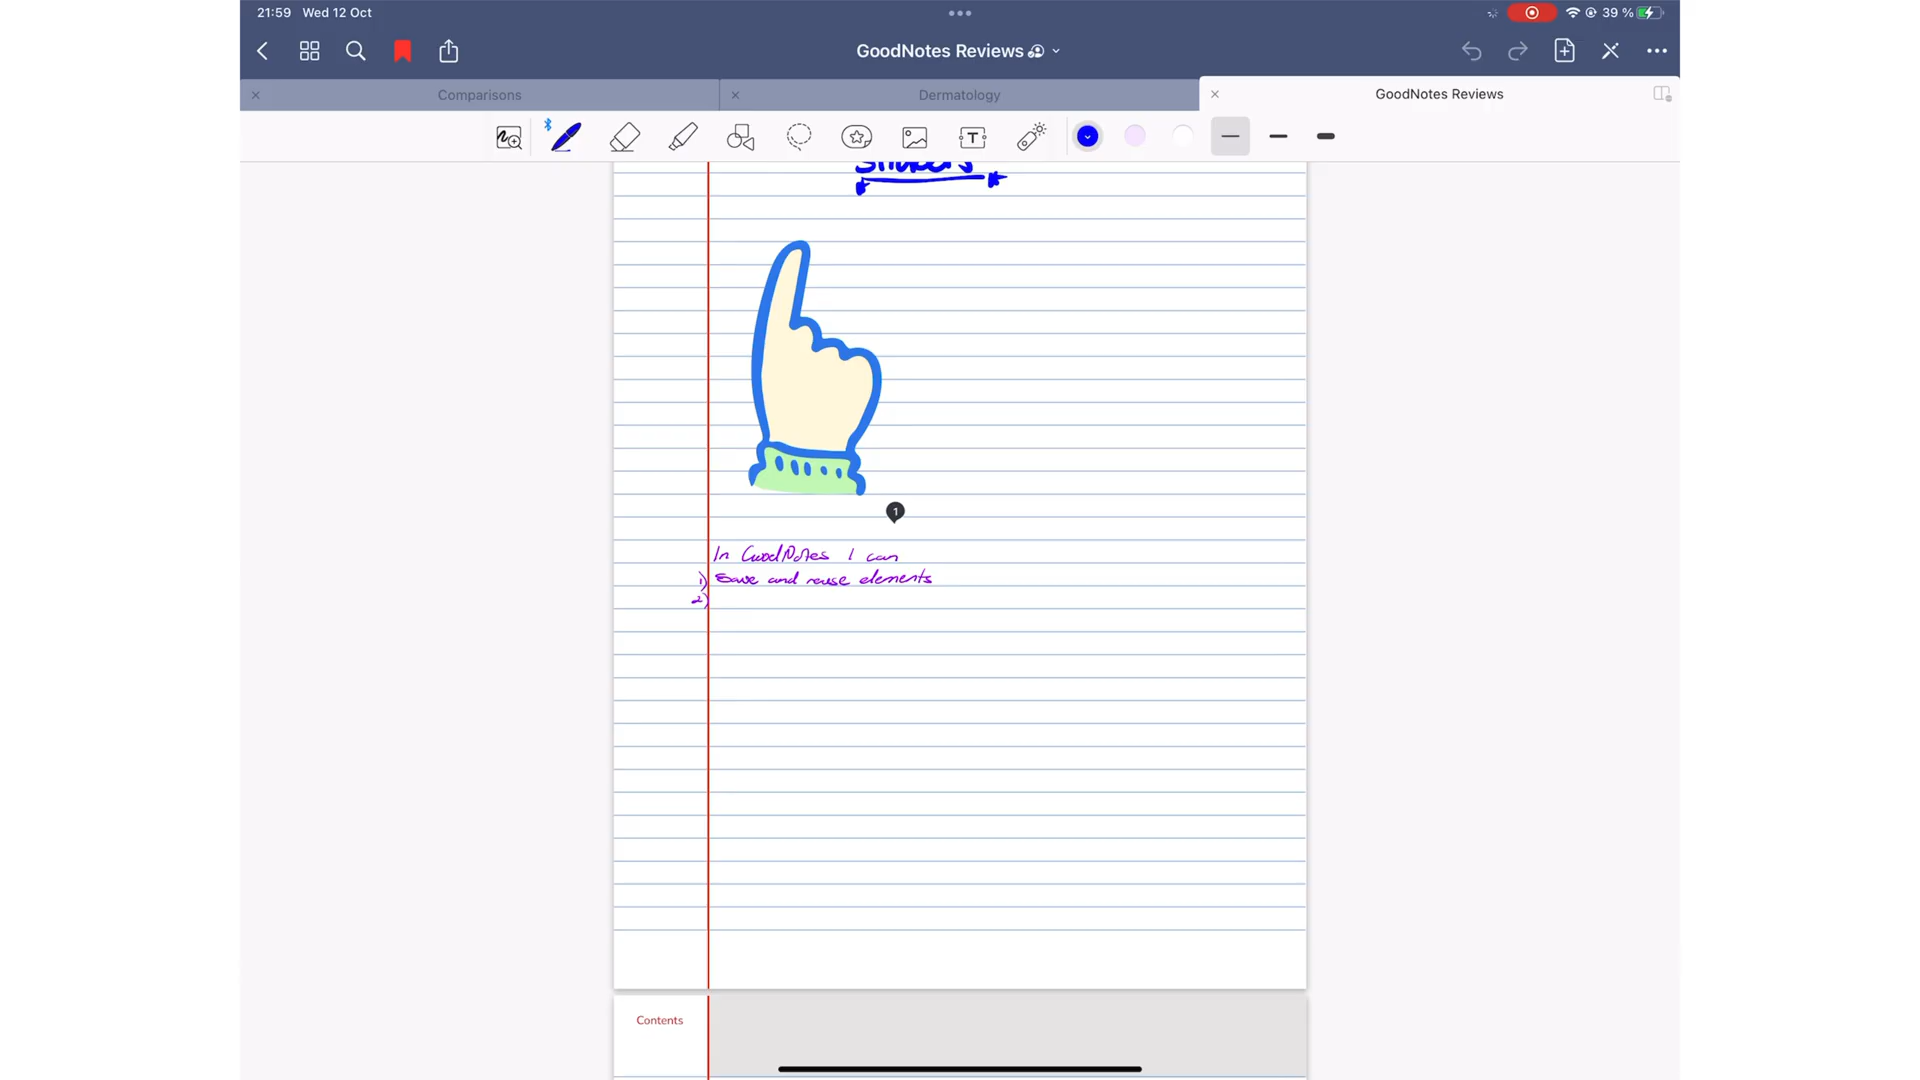 21:59 Wed 12 Oct
39 %
GoodNotes Reviews
Comparisons
Dermatology
GoodNotes Reviews
T
1
In GoodNotes I can
1) Save and reuse elements
2)
Contents